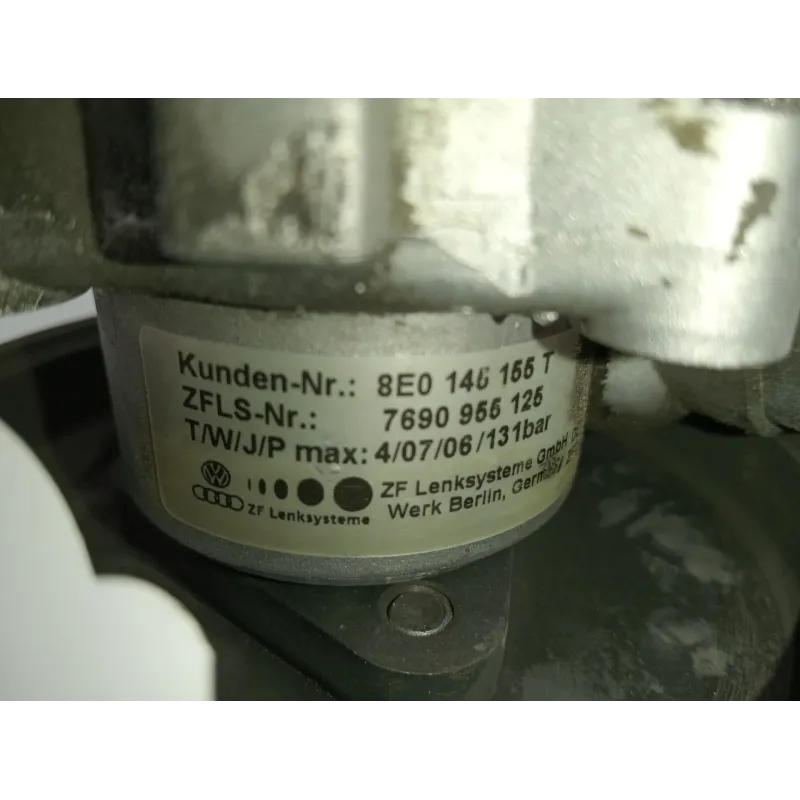 Kunden-Nr.: 8E0 145 155 T
ZFLS-Nr.: 7690 955 125
T/W/J/P max: 4/07/06/131bar
ZF Lenksysteme GmbH
Werk Berlin, Germany
VW
ZF Lenksysteme